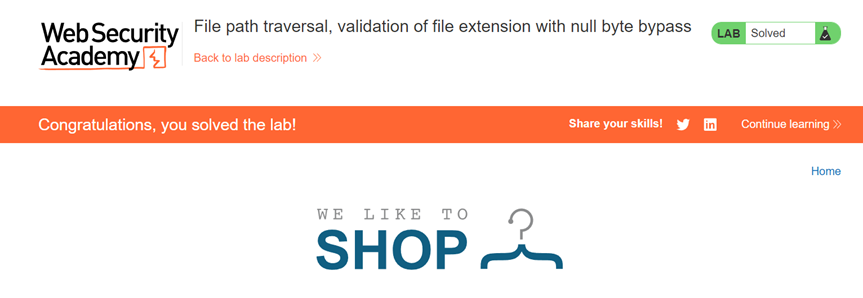 Web Security
Academy
File path traversal, validation of file extension with null byte bypass
Back to lab description
LAB Solved
Congratulations, you solved the lab!
Share your skills!
Continue learning
Home
WE LIKE TO
SHOP